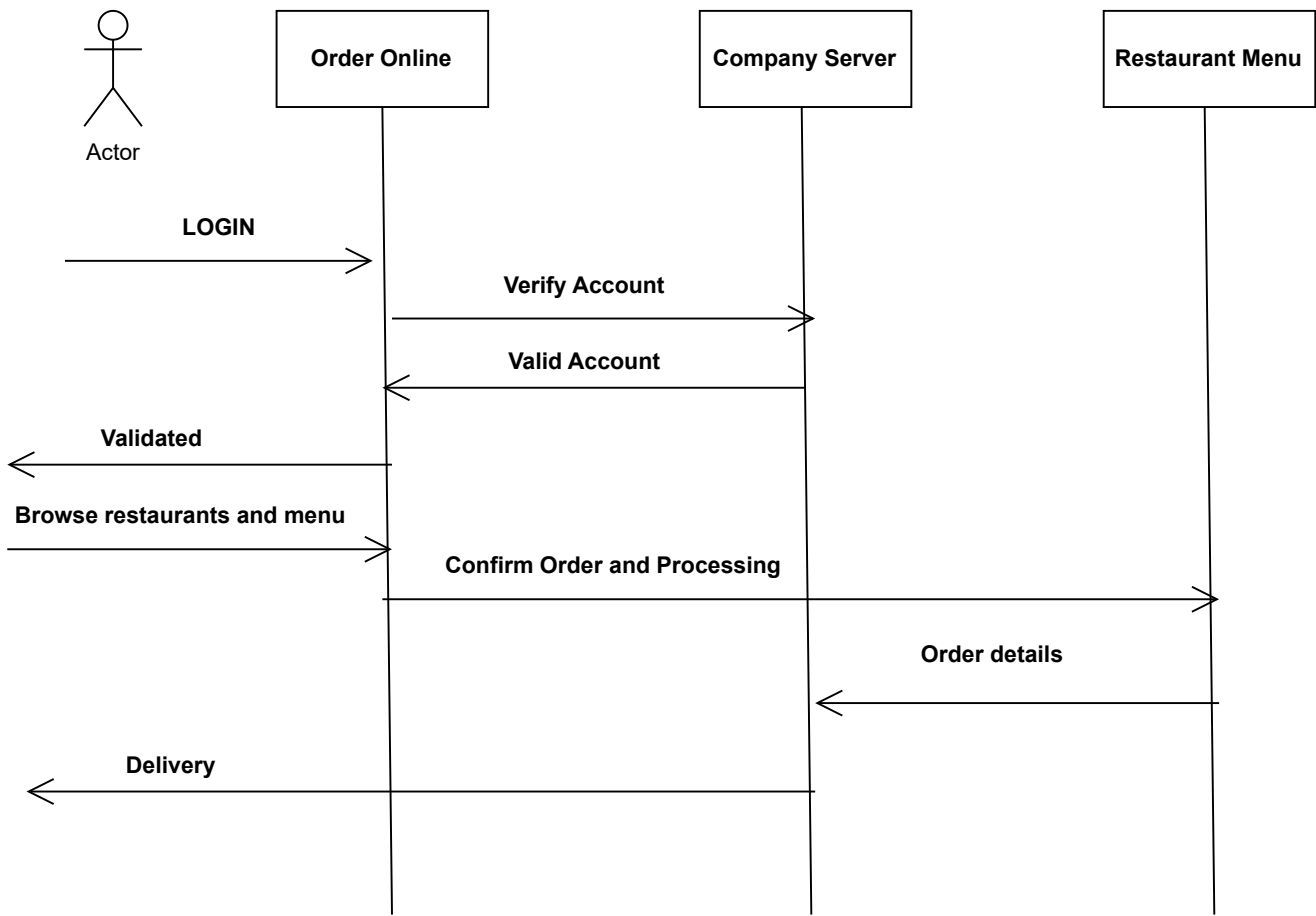 Order Online
Company Server
Restaurant Menu
Actor
LOGIN
Verify Account
Valid Account
Validated
Browse restaurants and menu
Confirm Order and Processing
Order details
Delivery